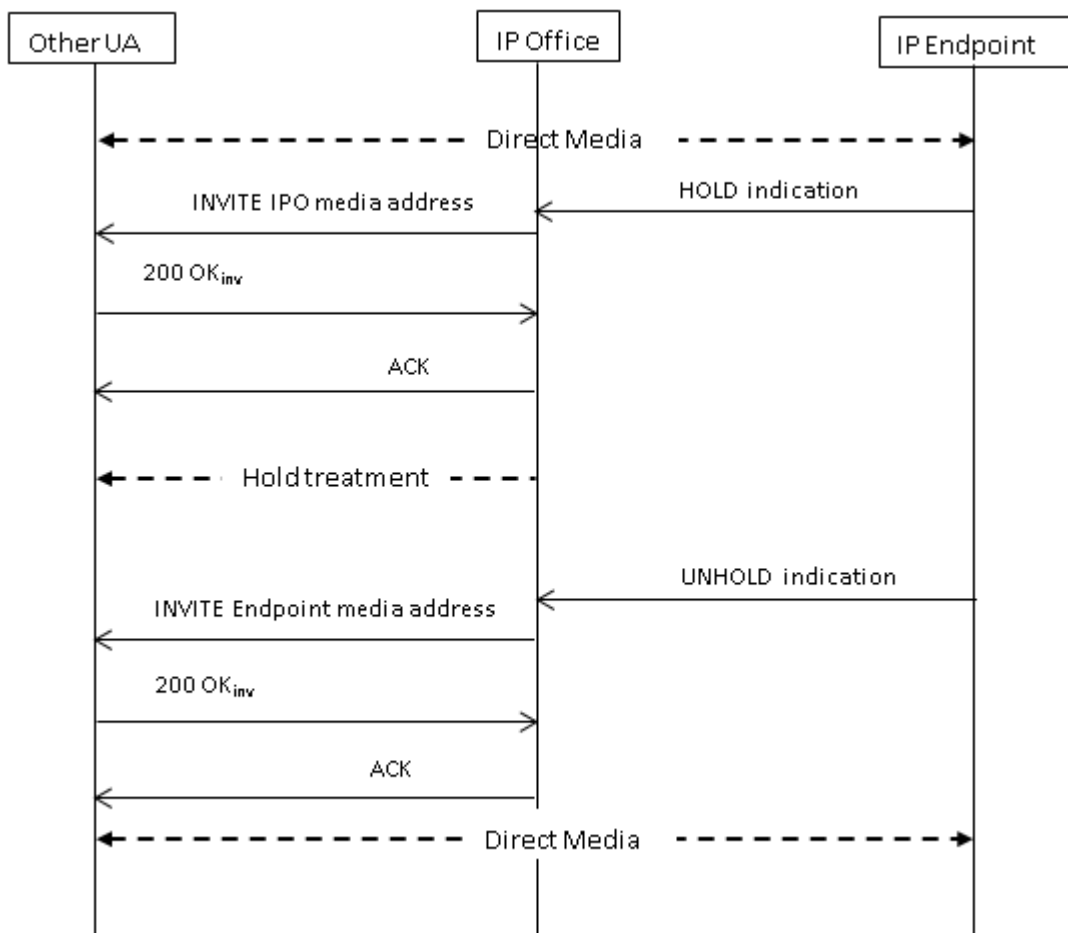 Other UA
IP Office
IP Endpoint
Direct Media
HOLD indication
INVITE IPO media address
200 OKinv
ACK
Hold treatment
UNHOLD indication
INVITE Endpoint media address
200 OKinv
ACK
Direct Media